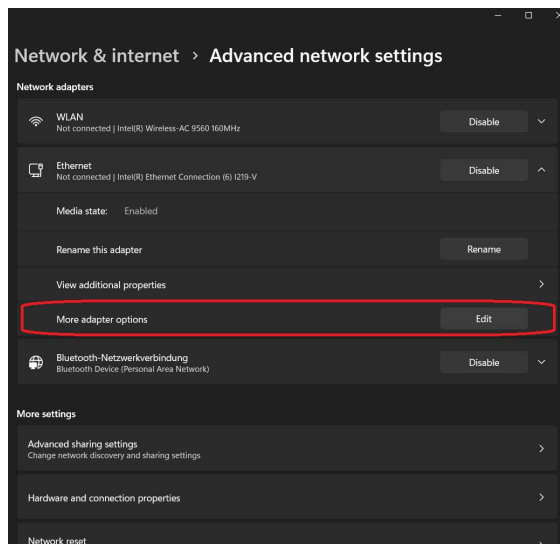 Network & internet > Advanced network settings
Network adapters
WLAN
Not connected | Intel(R) Wireless-AC 9560 160MHz
Disable
Ethernet
Not connected | Intel(R) Ethernet Connection (6) I219-V
Disable
Media state: Enabled
Rename this adapter
Rename
View additional properties
More adapter options
Edit
Bluetooth-Netzwerkverbindung
Bluetooth Device (Personal Area Network)
Disable
More settings
Advanced sharing settings
Change network discovery and sharing settings
Hardware and connection properties
Network reset